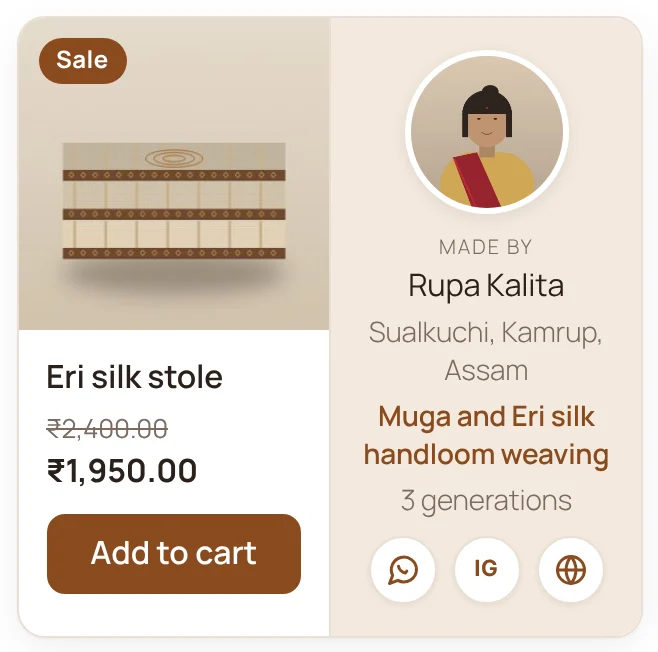 Sale
Eri silk stole
₹2,400.00
₹1,950.00
Add to cart
MADE BY
Rupa Kalita
Sualkuchi, Kamrup,
Assam
Muga and Eri silk
handloom weaving
3 generations
IG